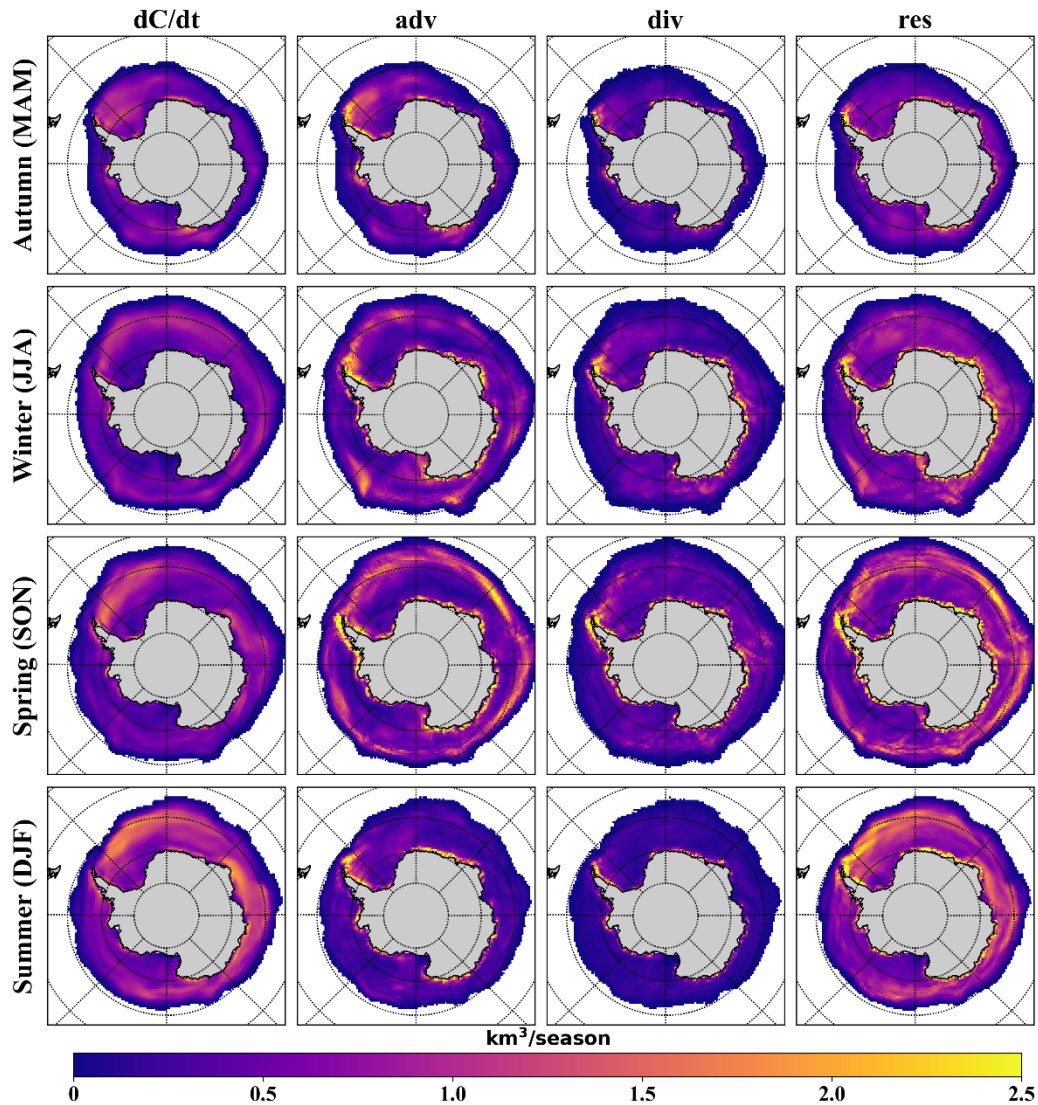 dC/dt adv div res
Autumn (MAM)
Winter (JJA)
Spring (SON)
Summer (DJF)
km³/season
0 0.5 1.0 1.5 2.0 2.5